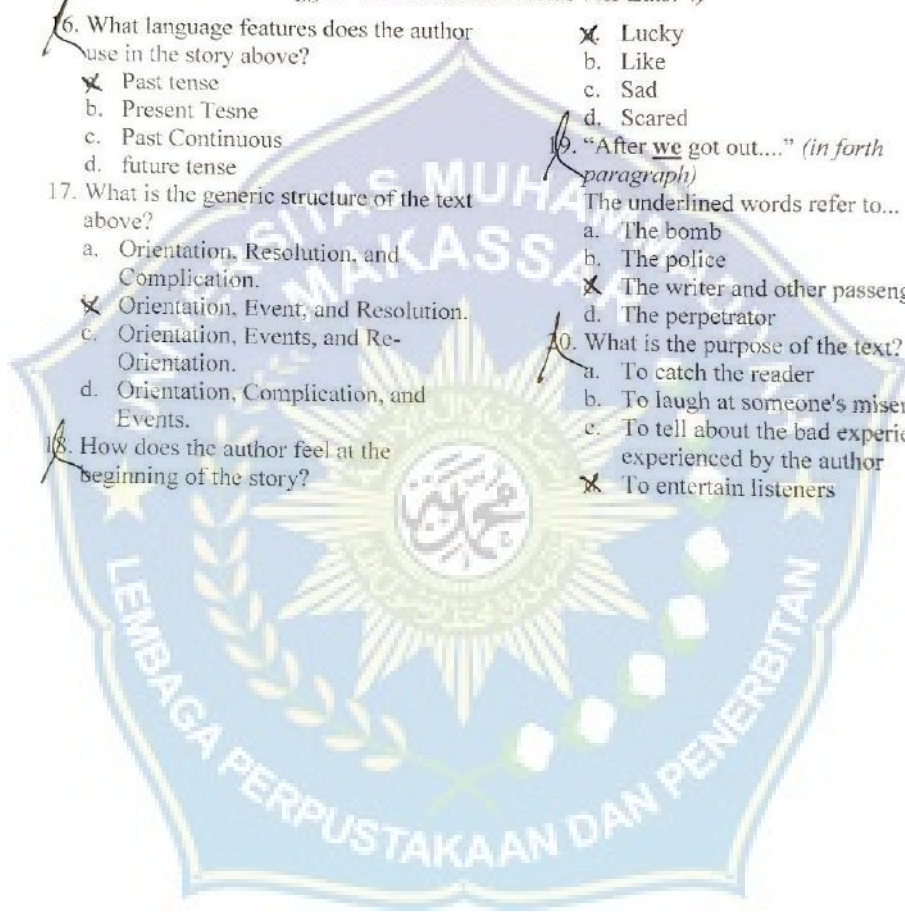 16. What language features does the author
use in the story above?
Past tense
b. Present Tesne
c. Past Continuous
d. future tense
17. What is the generic structure of the text
above?
a. Orientation, Resolution, and
Complication.
Orientation, Event, and Resolution.
c. Orientation, Events, and Re-
Orientation.
d. Orientation, Complication, and
Events.
18. How does the author feel at the
beginning of the story?
Lucky
b. Like
c. Sad
d. Scared
19. “After we got out....” (in forth
paragraph)
The underlined words refer to...
a. The bomb
b. The police
The writer and other
d. The perpetrator
20. What is the purpose of the text?
a. To catch the reader
b. To laugh at someone's
c. To tell about the bad
experienced by the author
To entertain listeners
MAKASSAR
LEMBAGA PERPUSTAKAAN DAN PENERBITAN